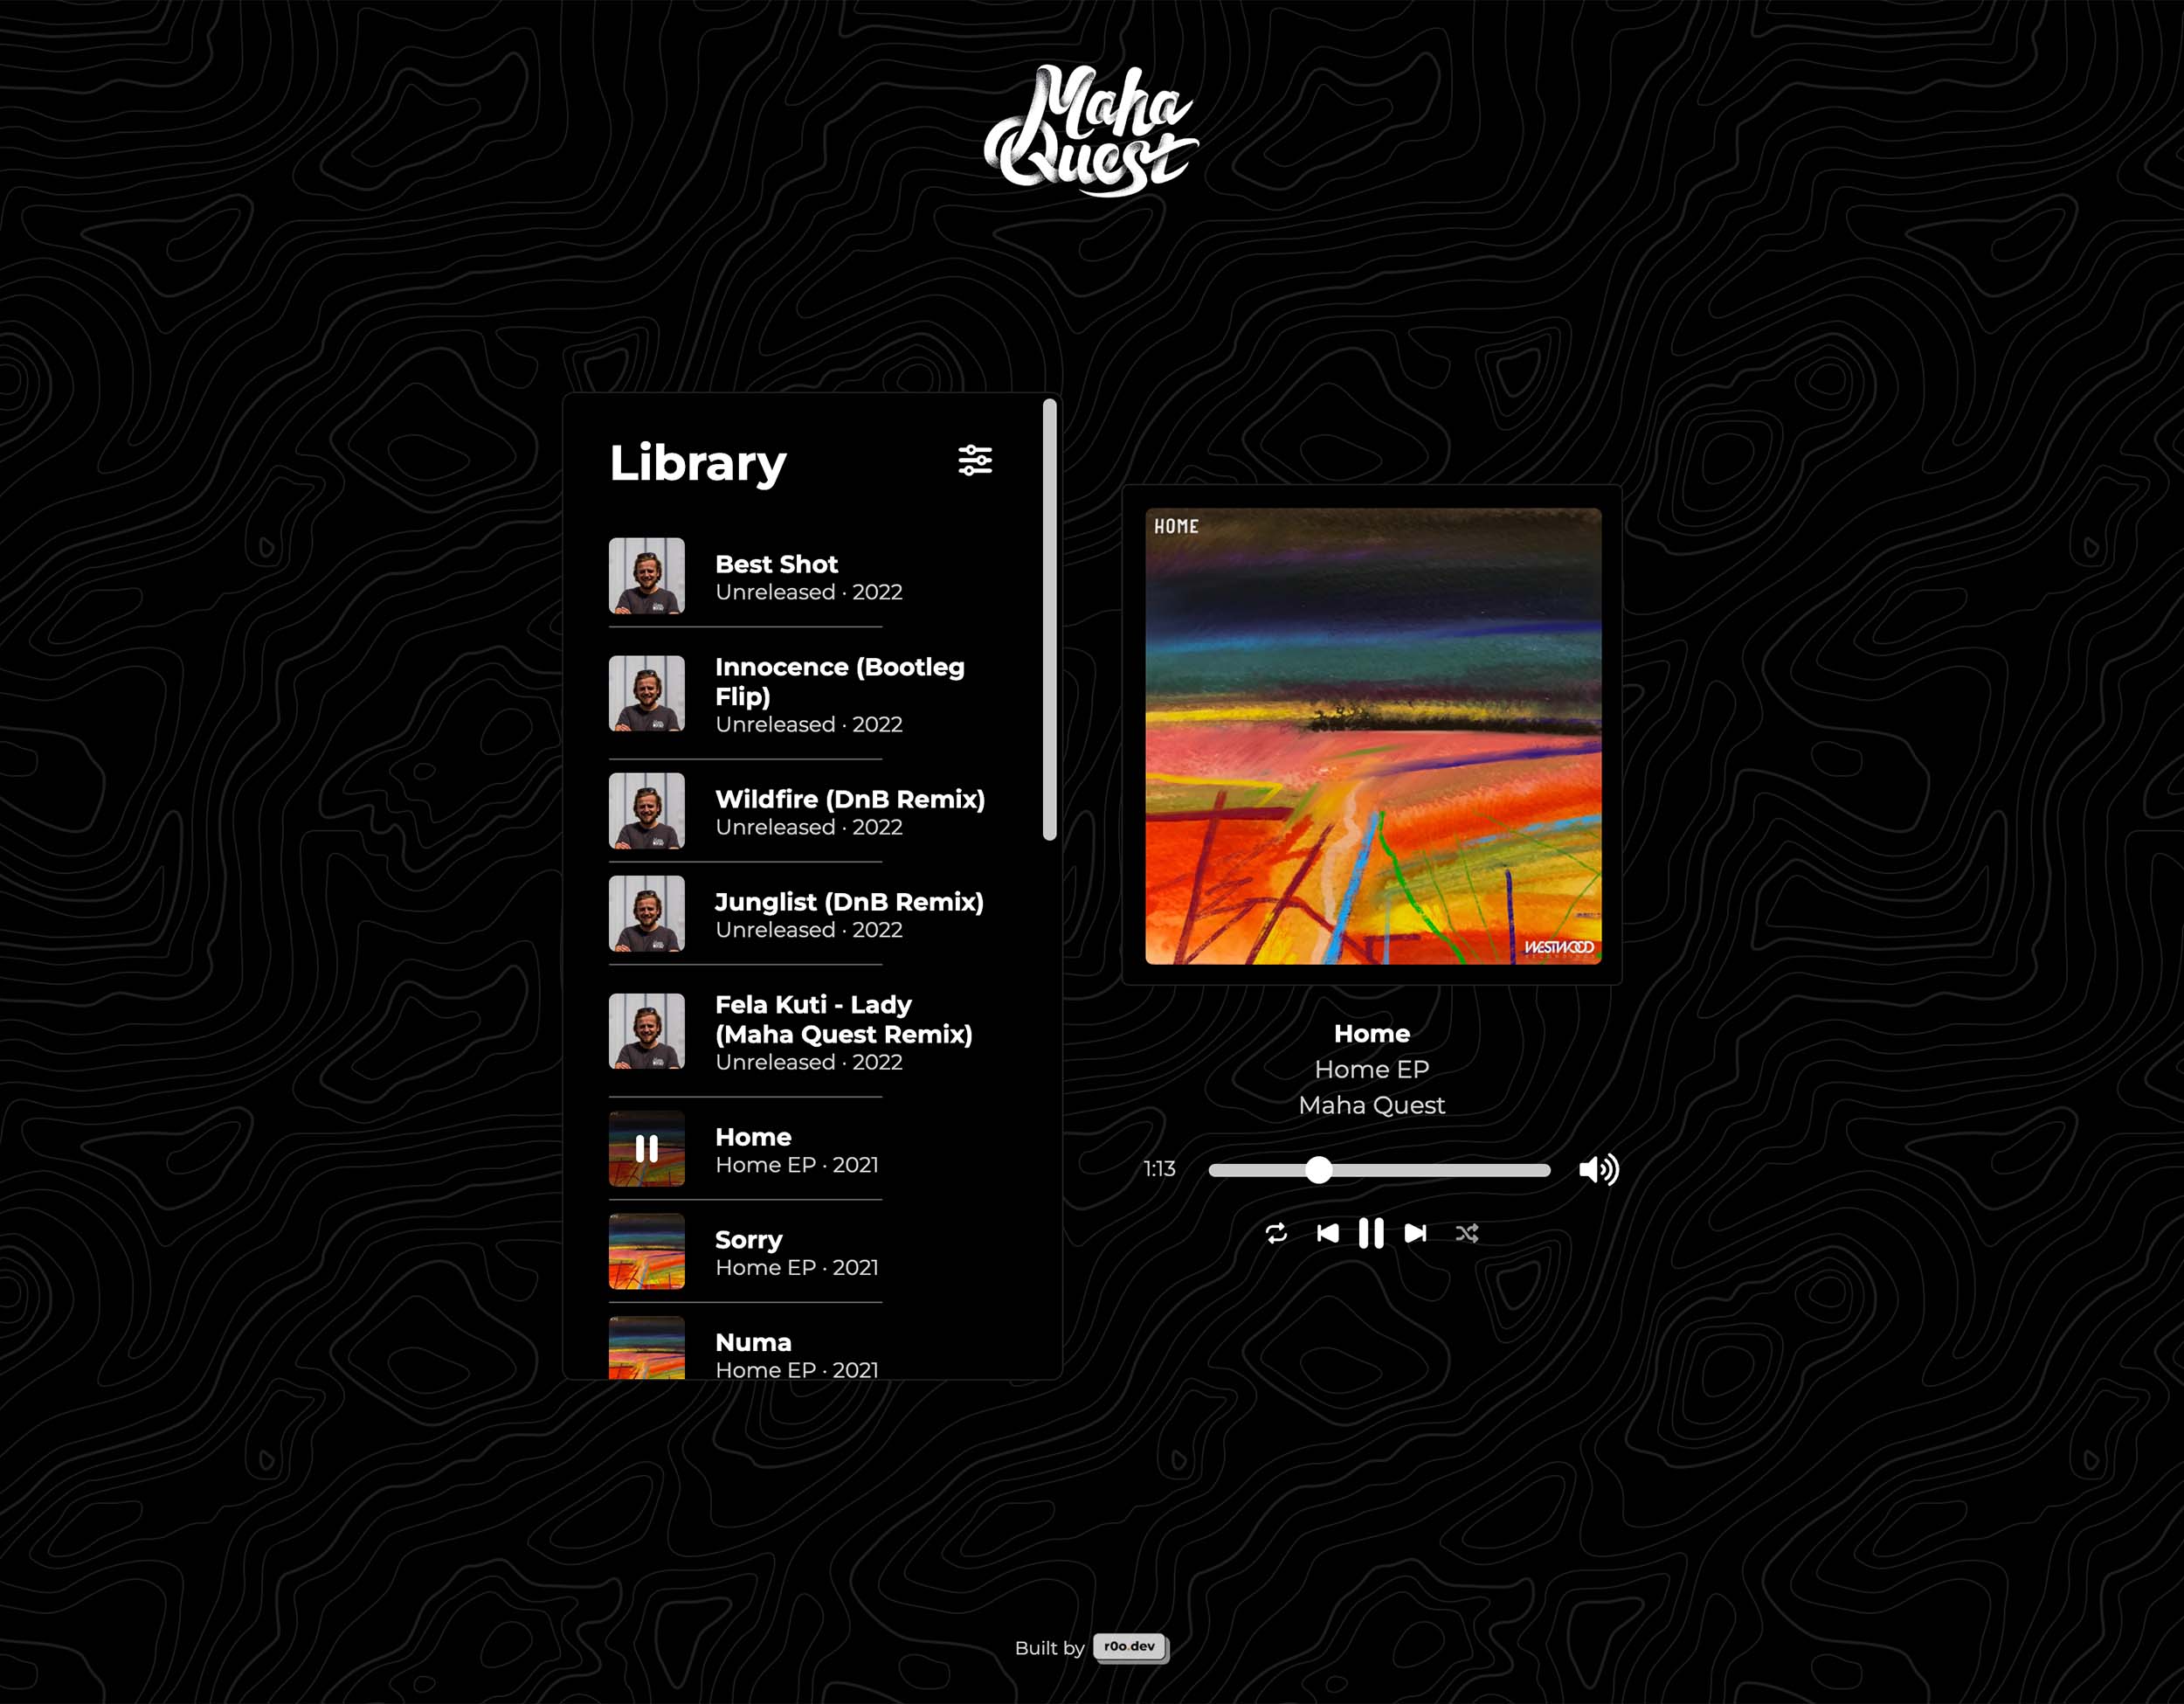 Maha
Quest
Library
Best Shot
Unreleased · 2022
Innocence (Bootleg
Flip)
Unreleased · 2022
Wildfire (DnB Remix)
Unreleased · 2022
Junglist (DnB Remix)
Unreleased · 2022
Fela Kuti - Lady
(Maha Quest Remix)
Unreleased · 2022
Home
Home EP · 2021
Sorry
Home EP · 2021
Numa
Home EP · 2021
HOME
WESTWOOD
Home
Home EP
Maha Quest
1:13
Built by r0o.dev